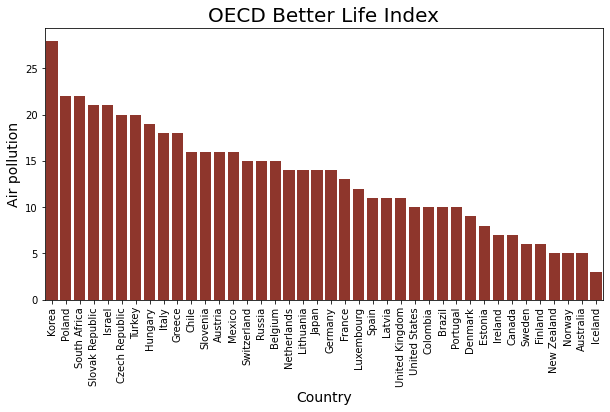 OECD Better Life Index
Air pollution
25
20
15
10
5
0
Korea
Poland
South Africa
Slovak Republic
Israel
Czech Republic
Turkey
Hungary
Italy
Greece
Chile
Slovenia
Austria
Mexico
Switzerland
Russia
Belgium
Netherlands
Lithuania
Japan
Germany
France
Luxembourg
Spain
Latvia
United Kingdom
United States
Colombia
Brazil
Portugal
Denmark
Estonia
Ireland
Canada
Sweden
Finland
New Zealand
Norway
Australia
Iceland
Country